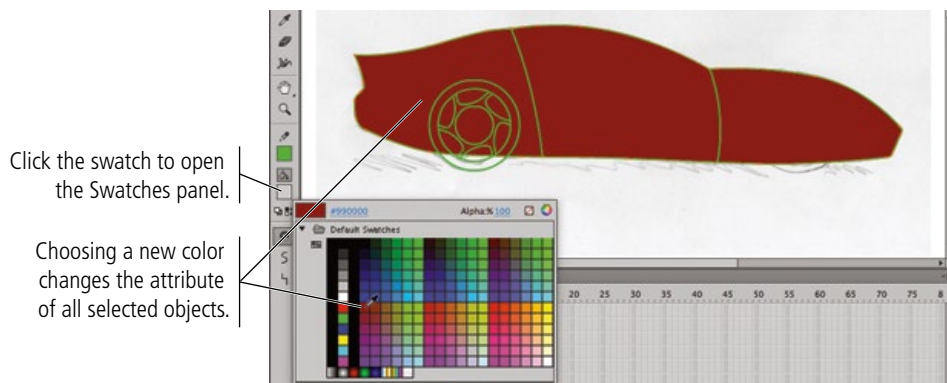 Click the swatch to open
the Swatches panel.
#990000 Alpha:% 100
Default Swatches
Choosing a new color
changes the attribute
of all selected objects.
20 25 30 35 40 45 50 55 60 65 70 75 8